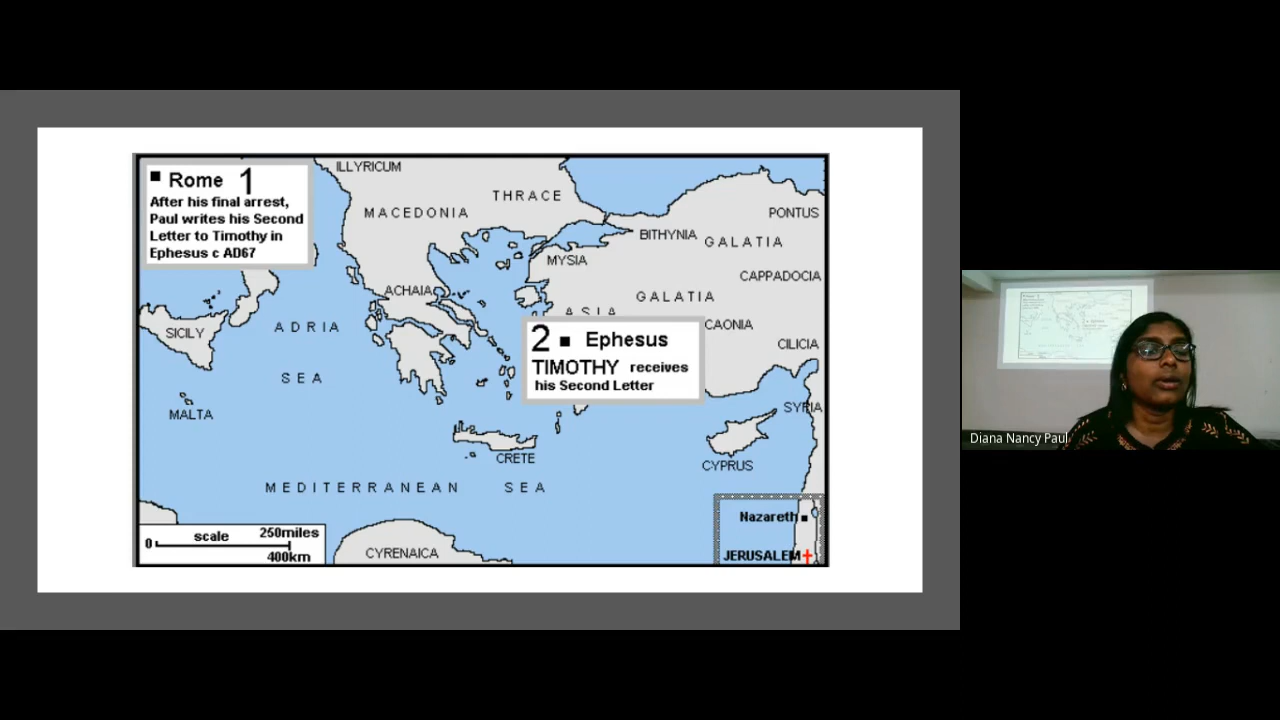 Rome 1
After his final arrest,
Paul writes his Second
Letter to Timothy in
Ephesus c AD67
ILLYRICUM
THRACE
MACEDONIA
PONTUS
BITHYNIA
GALATIA
MYSIA
CAPPADOCIA
ACHAIA
GALATIA
ASIA
CAONIA
SICILY
ADRIA
SEA
CILICIA
2 Ephesus
TIMOTHY receives
his Second Letter
MALTA
SYRIA
CRETE
CYPRUS
MEDITERRANEAN SEA
Nazareth
JERUSALEM
scale 250miles
0
400km
CYRENAICA
Diana Nancy Paul